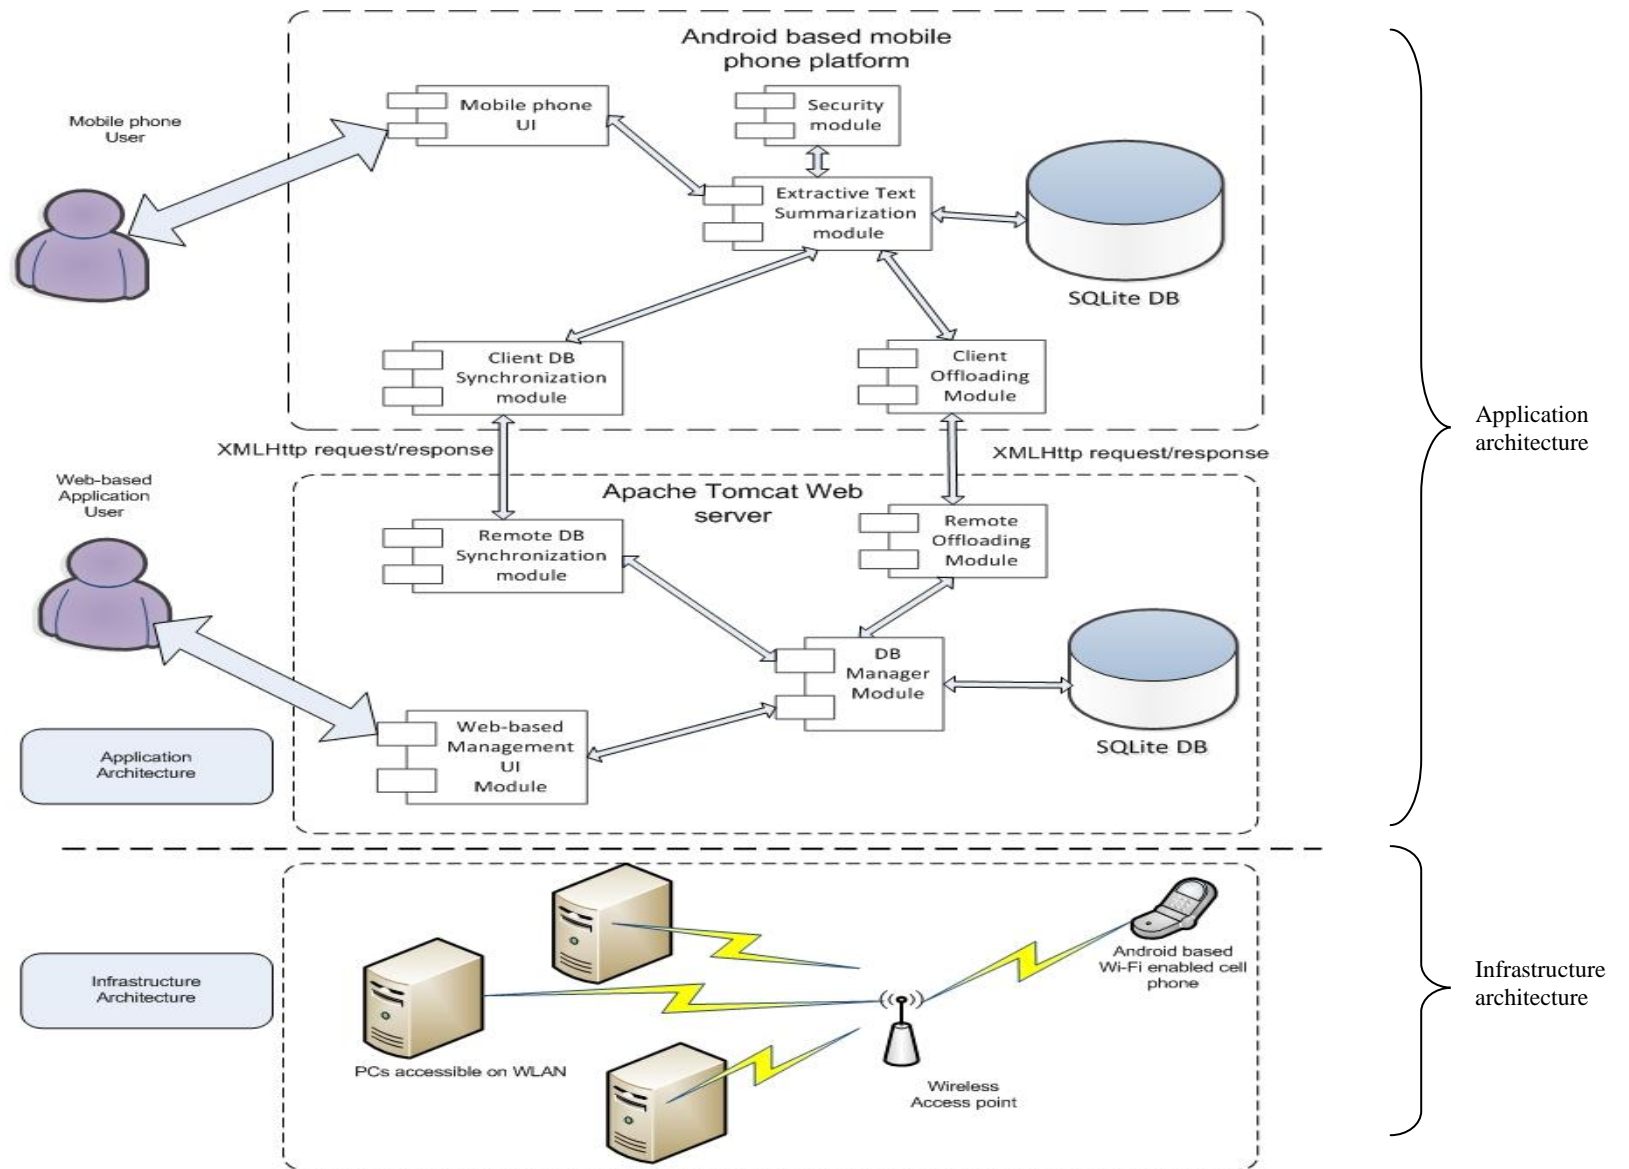 Android based mobile
phone platform
Mobile phone
User
Mobile phone
UI
Security
module
Extractive Text
Summarization
module
SQLite DB
Client DB
Synchronization
module
Client
Offloading
Module
Application
architecture
XMLHttp request/response
XMLHttp request/response
Web-based
Application
User
Apache Tomcat Web
server
Remote DB
Synchronization
module
Remote
Offloading
Module
DB
Manager
Module
SQLite DB
Web-based
Management
UI
Module
Application
Architecture
Android based
Wi-Fi enabled cell
phone
Infrastructure
Architecture
Infrastructure
architecture
PCs accessible on WLAN
Wireless
Access point